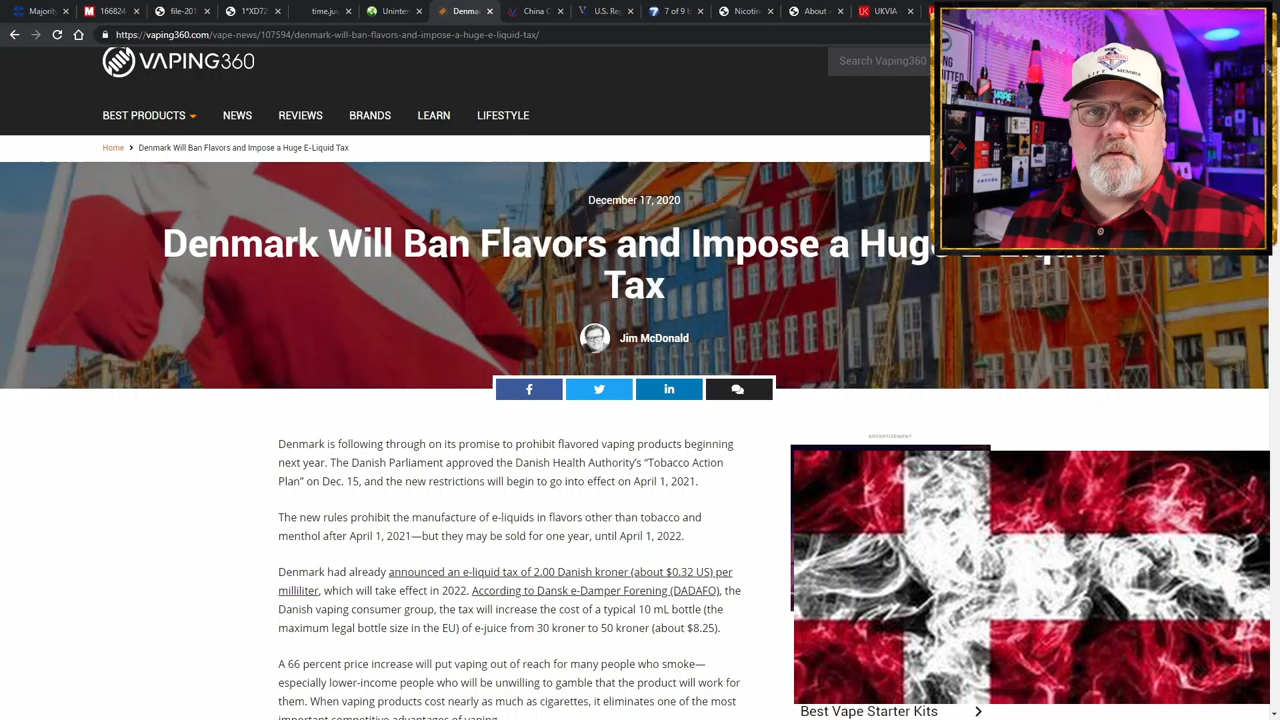 Majorit
file-20
1*XD72
Sunter
Denma
China C
U.S. Re
7 of 9 b
Nicotin
About U
UKVIA
https://vaping360.com/vape-news/107594/denmark-will-ban-flavors-and-impose-a-huge-e-liquid-tax/
VAPING360
Search Vaping360
BEST PRODUCTS
NEWS
REVIEWS
BRANDS
LEARN
LIFESTYLE
Home
Denmark Will Ban Flavors and Impose a Huge E-Liquid Tax
December 17, 2020
Denmark Will Ban Flavors and Impose a Huge E-Liquid
Tax
Jim McDonald
Denmark is following through on its promise to prohibit flavored vaping products beginning
next year. The Danish Parliament approved the Danish Health Authority's “Tobacco Action
Plan” on Dec. 15, and the new restrictions will begin to go into effect on April 1, 2021.
The new rules prohibit the manufacture of e-liquids in flavors other than tobacco and
menthol after April 1, 2021—but they may be sold for one year, until April 1, 2022.
Denmark had already announced an e-liquid tax of 2.00 Danish kroner (about $0.32 US) per
milliliter, which will take effect in 2022. According to Dansk e-Damper Forening (DADAFO), the
Danish vaping consumer group, the tax will increase the cost of a typical 10 mL bottle (the
maximum legal bottle size in the EU) of e-juice from 30 kroner to 50 kroner (about $8.25).
A 66 percent price increase will put vaping out of reach for many people who smoke—
especially lower-income people who will be unwilling to gamble that the product will work for
them. When vaping products cost nearly as much as cigarettes, it eliminates one of the most
important competitive advantages of vaping.
ADVERTISEMENT
Best Vape Starter Kits
VAPE
LIFE MEMBER